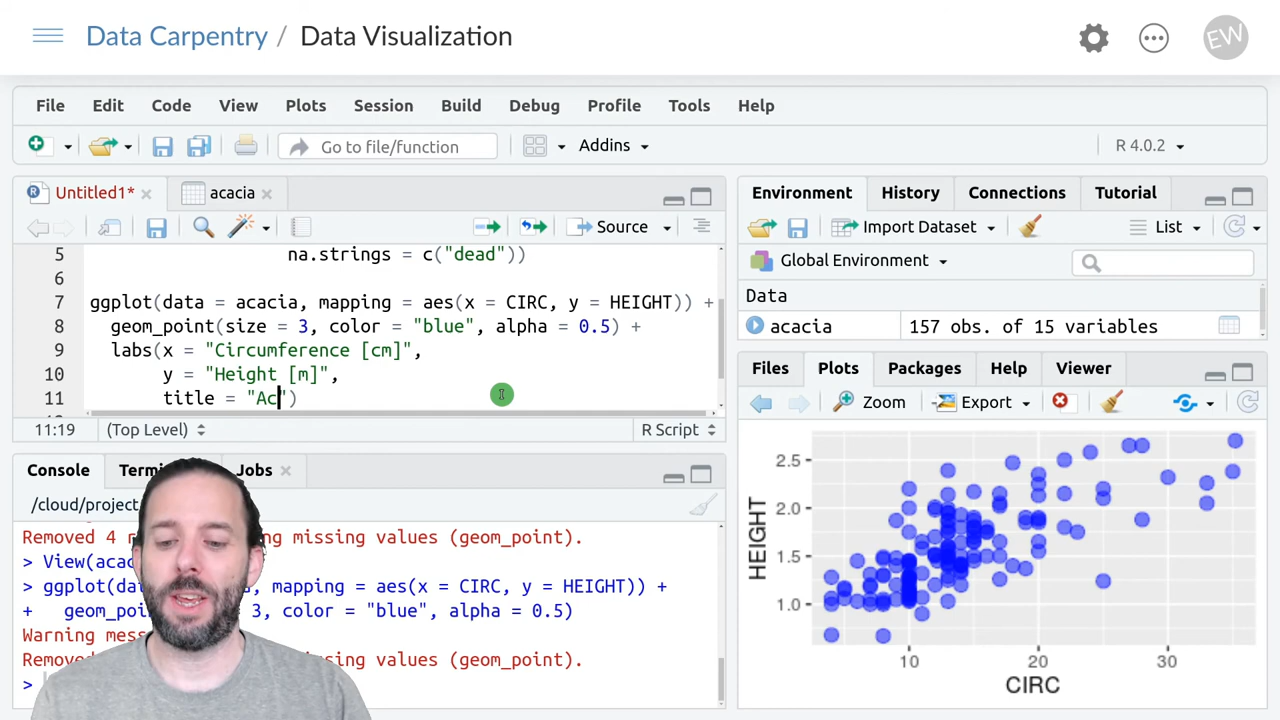 Data Carpentry / Data Visualization
EW
File Edit Code View Plots Session Build Debug Profile Tools Help
Go to file/function
Addins
R 4.0.2
Untitled1*
acacia
Source
5 na.strings = c("dead"))
6
7 ggplot(data = acacia, mapping = aes(x = CIRC, y = HEIGHT)) +
8 geom_point(size = 3, color = "blue", alpha = 0.5) +
9 labs(x = "Circumference [cm]",
10 y = "Height [m]",
11 title = "Ac")
11:19 (Top Level) R Script
Console Jobs
/cloud/project
Removed 4 missing values (geom_point).
> View(
> ggplot( , mapping = aes(x = CIRC, y = HEIGHT)) +
+ 3, color = "blue", alpha = 0.5)
Warning
Removed missing values (geom_point).
>
Environment History Connections Tutorial
Import Dataset
List
Global Environment
Data
acacia 157 obs. of 15 variables
Files Plots Packages Help Viewer
Zoom Export
2.5
2.0
1.5
1.0
HEIGHT
10 20 30
CIRC